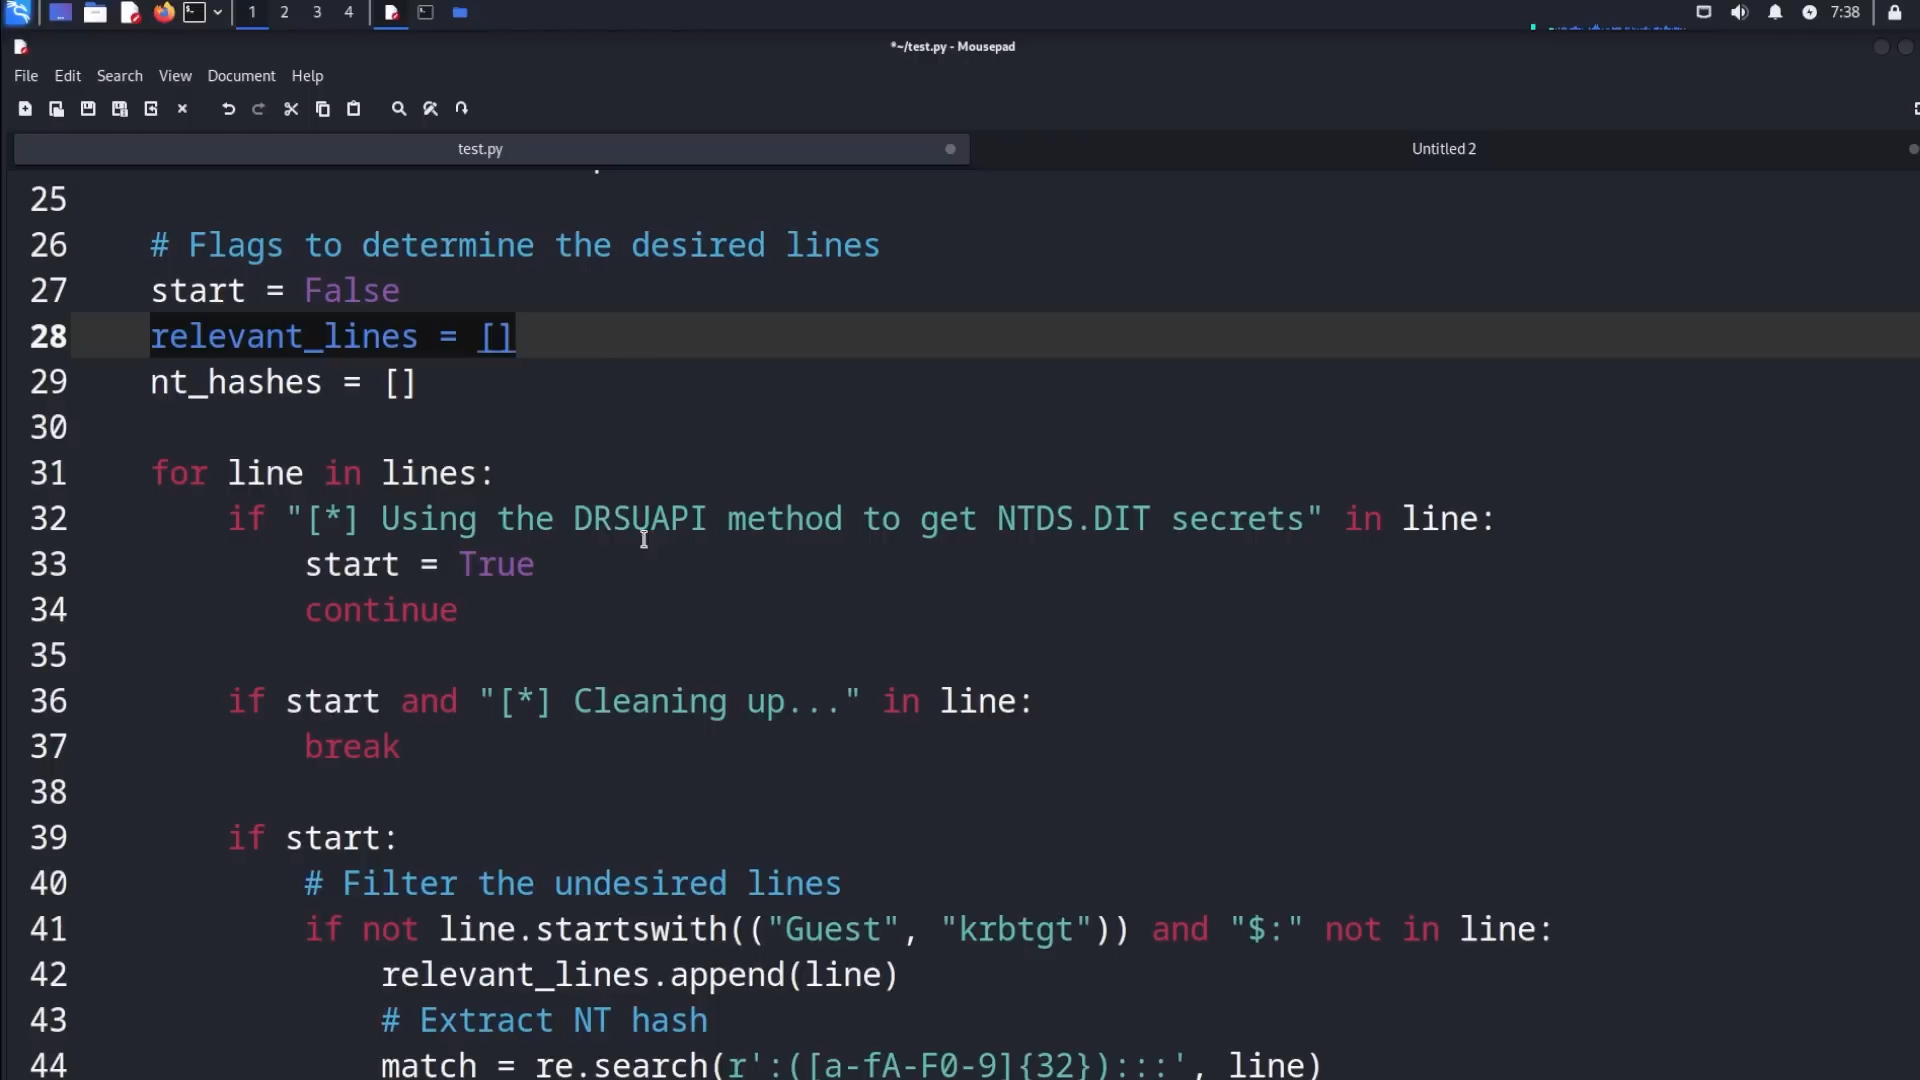 1 2 3 4 7:38
*~/test.py - Mousepad
File Edit Search View Document Help
test.py Untitled 2
25
26 # Flags to determine the desired lines
27 start = False
28 relevant_lines = []
29 nt_hashes = []
30
31 for line in lines:
32 if "[*] Using the DRSUAPI method to get NTDS.DIT secrets" in line:
33 start = True
34 continue
35
36 if start and "[*] Cleaning up..." in line:
37 break
38
39 if start:
40 # Filter the undesired lines
41 if not line.startswith(("Guest", "krbtgt")) and "$:" not in line:
42 relevant_lines.append(line)
43 # Extract NT hash
44 match = re.search(r':([a-fA-F0-9]{32}):::', line)